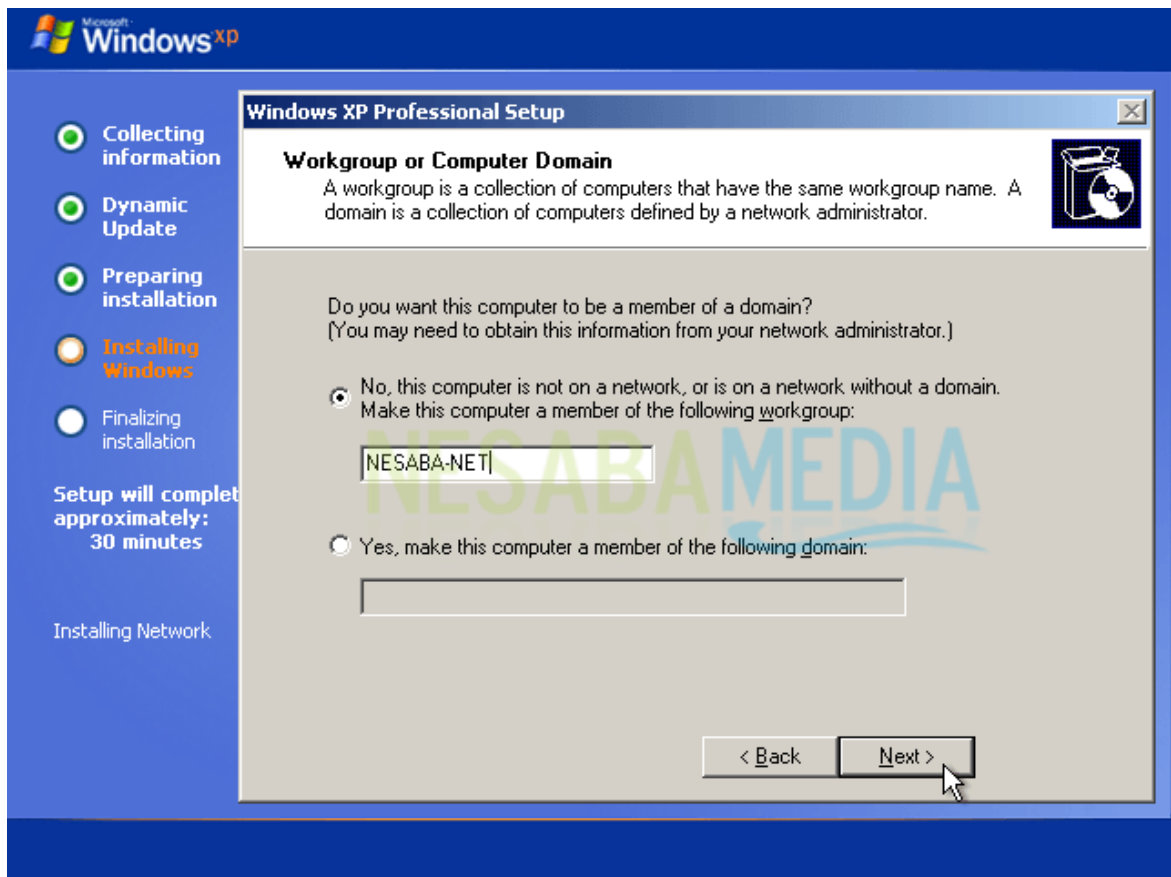 Microsoft
Windows xp
Collecting
information
Dynamic
Update
Preparing
installation
Installing
Windows
Finalizing
installation
Setup will complet
approximately:
30 minutes
Installing Network
Windows XP Professional Setup
Workgroup or Computer Domain
A workgroup is a collection of computers that have the same workgroup name. A
domain is a collection of computers defined by a network administrator.
Do you want this computer to be a member of a domain?
(You may need to obtain this information from your network administrator.)
No, this computer is not on a network, or is on a network without a domain.
Make this computer a member of the following workgroup:
NESABA-NET
NESABAMEDIA
Yes, make this computer a member of the following domain:
< Back
Next >